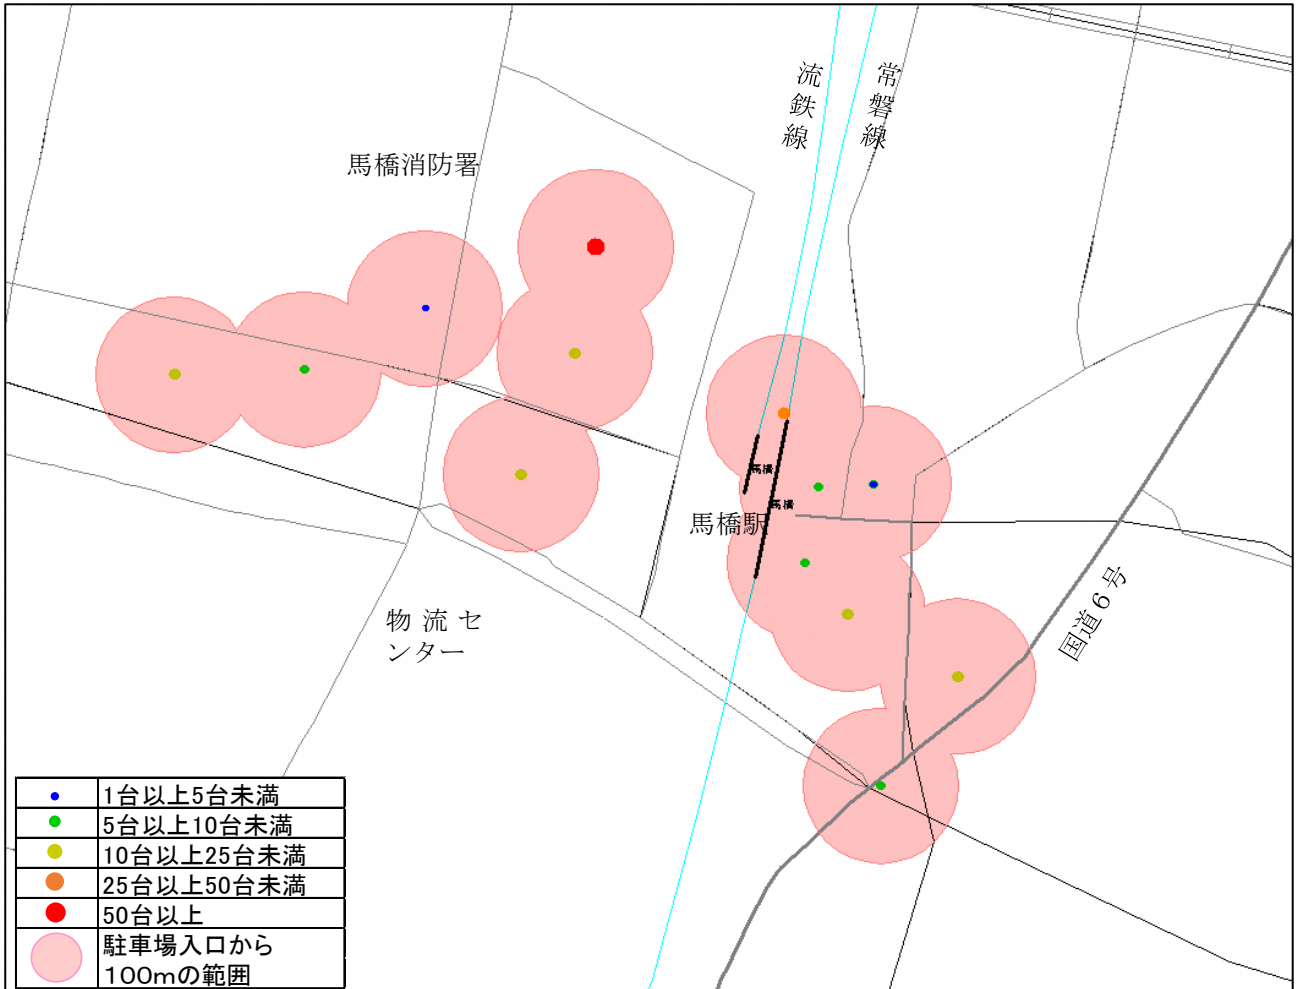 流鉄線
常磐線
馬橋消防署
馬橋
馬橋
馬橋駅
国道6号
物流セ
ンター
1台以上5台未満
5台以上10台未満
10台以上25台未満
25台以上50台未満
50台以上
駐車場入口から
100mの範囲